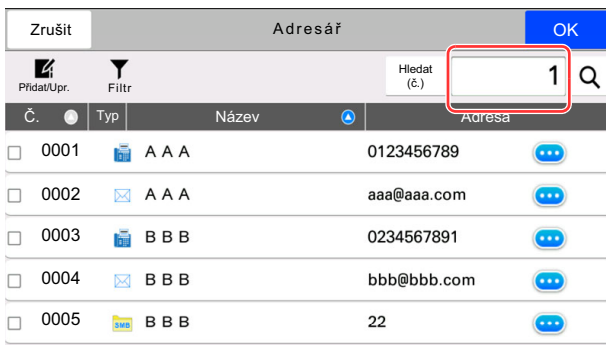 Zrušit Adresář OK
Přidat/Upr. Filtr Hledat (č.) 1
Č. Typ Název Adresa
0001 A A A 0123456789
0002 A A A aaa@aaa.com
0003 B B B 0234567891
0004 B B B bbb@bbb.com
0005 SMB B B B 22